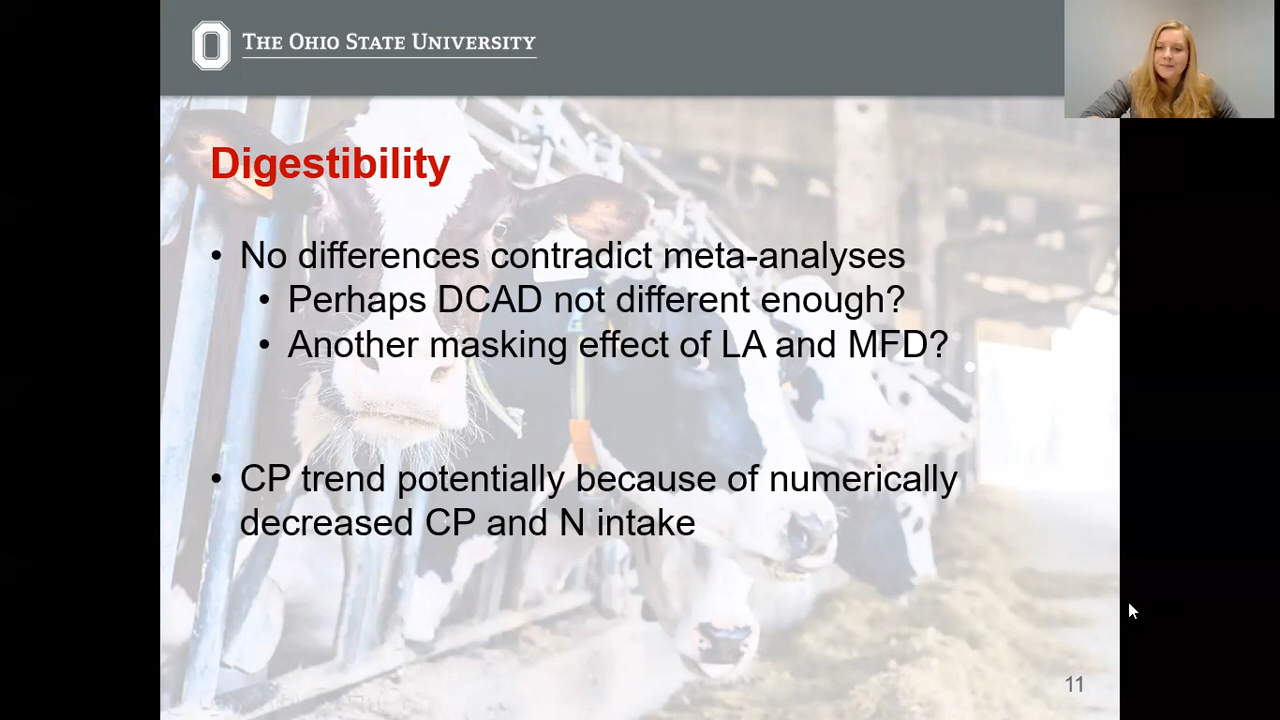 THE OHIO STATE UNIVERSITY
Digestibility
• No differences contradict meta-analyses
• Perhaps DCAD not different enough?
• Another masking effect of LA and MFD?
• CP trend potentially because of numerically
decreased CP and N intake
11